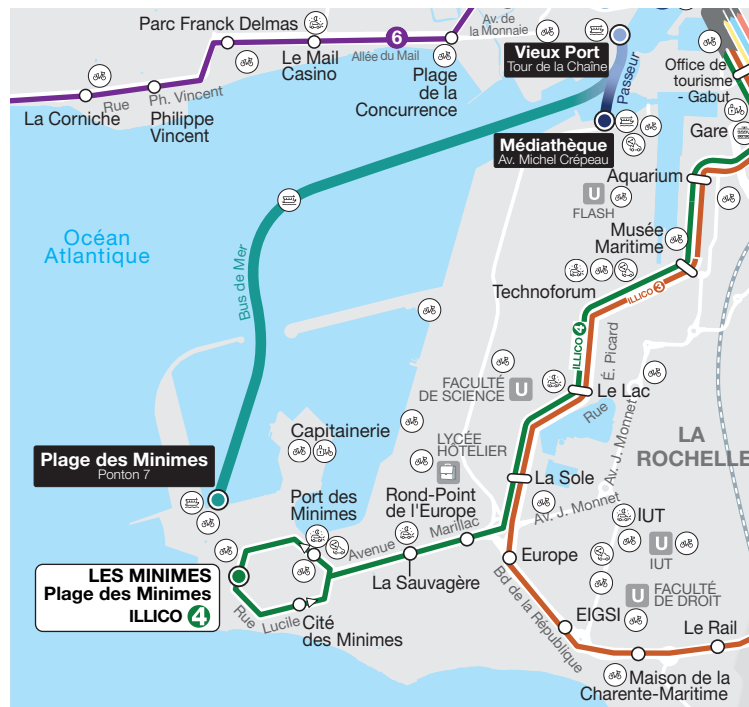 Parc Franck Delmas
Av. de
la Monnaie
6
Le Mail
Casino
Allée du Mail
Vieux Port
Tour de la Chaîne
Passeur
Office de
tourisme
- Gabut
La Corniche
Rue Ph. Vincent
Philippe
Vincent
Plage
de la
Concurrence
Médiathèque
Av. Michel Crépeau
Gare
Aquarium
U
FLASH
Océan
Atlantique
Musée
Maritime
Bus de Mer
Technoforum
ILLICO 3
ILLICO 4
Rue É. Picard
FACULTÉ
DE SCIENCE
U
Le Lac
Capitainerie
LYCÉE
HÔTELIER
Av. J. Monnet
LA
ROCHELLE
Plage des Minimes
Ponton 7
La Sole
Port des
Minimes
Rond-Point
de l'Europe
Av. J. Monnet
Avenue Marillac
IUT
U
IUT
La Sauvagère
Europe
LES MINIMES
Plage des Minimes
ILLICO 4
Rue Lucile
Cité
des Minimes
Bd de la République
U
FACULTÉ
DE DROIT
EIGSI
Le Rail
Maison de la
Charente-Maritime